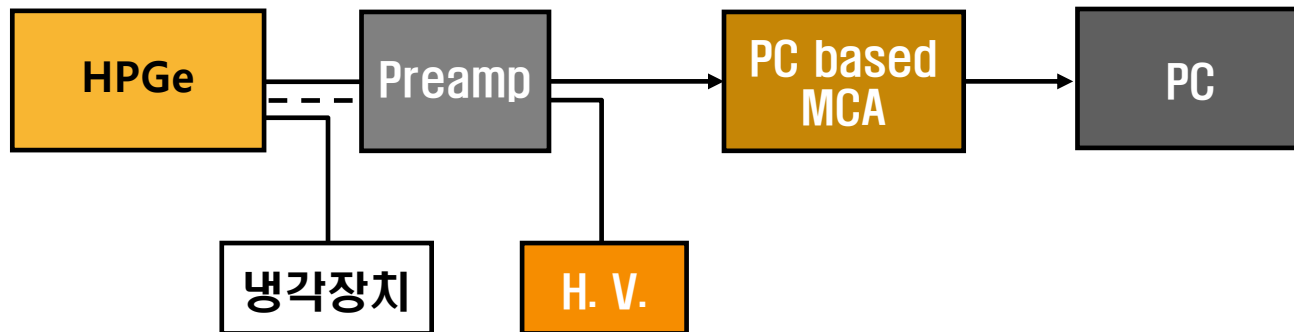 HPGe
Preamp
PC based
MCA
PC
냉각장치
H. V.